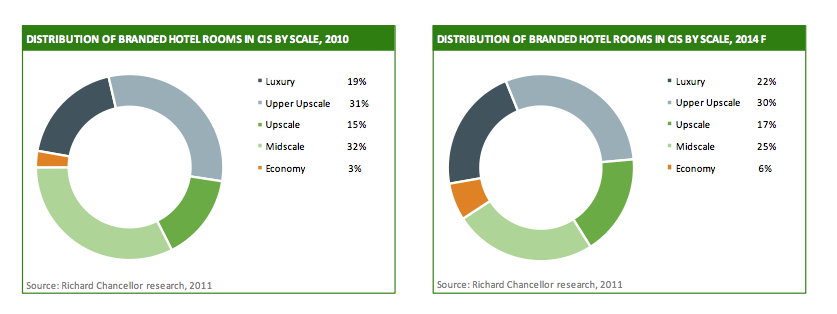 DISTRIBUTION OF BRANDED HOTEL ROOMS IN CIS BY SCALE, 2010
Luxury 19%
Upper Upscale 31%
Upscale 15%
Midscale 32%
Economy 3%
Source: Richard Chancellor research, 2011
DISTRIBUTION OF BRANDED HOTEL ROOMS IN CIS BY SCALE, 2014 F
Luxury 22%
Upper Upscale 30%
Upscale 17%
Midscale 25%
Economy 6%
Source: Richard Chancellor research, 2011